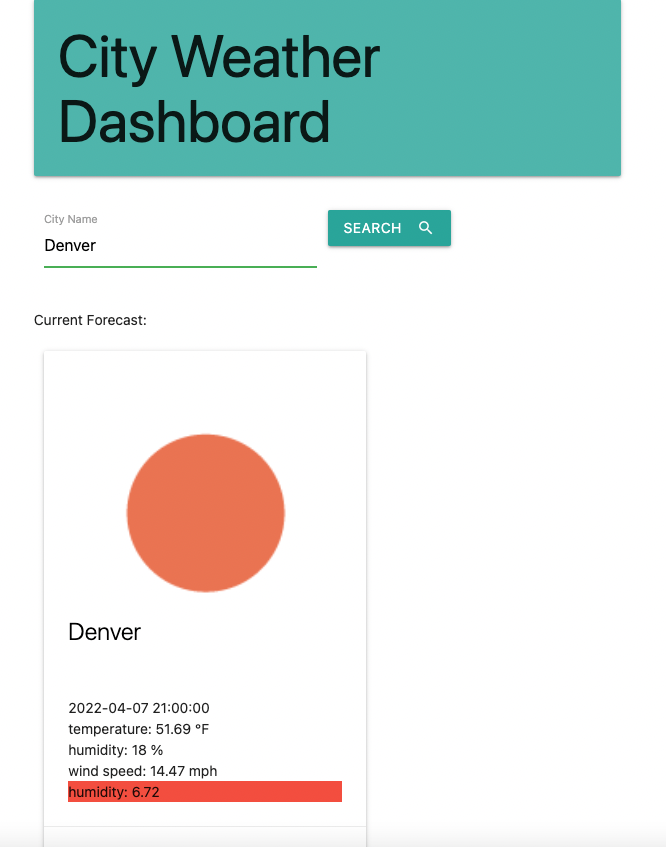 City Weather
Dashboard
City Name
Denver
SEARCH
Current Forecast:
Denver
2022-04-07 21:00:00
temperature: 51.69 °F
humidity: 18 %
wind speed: 14.47 mph
humidity: 6.72